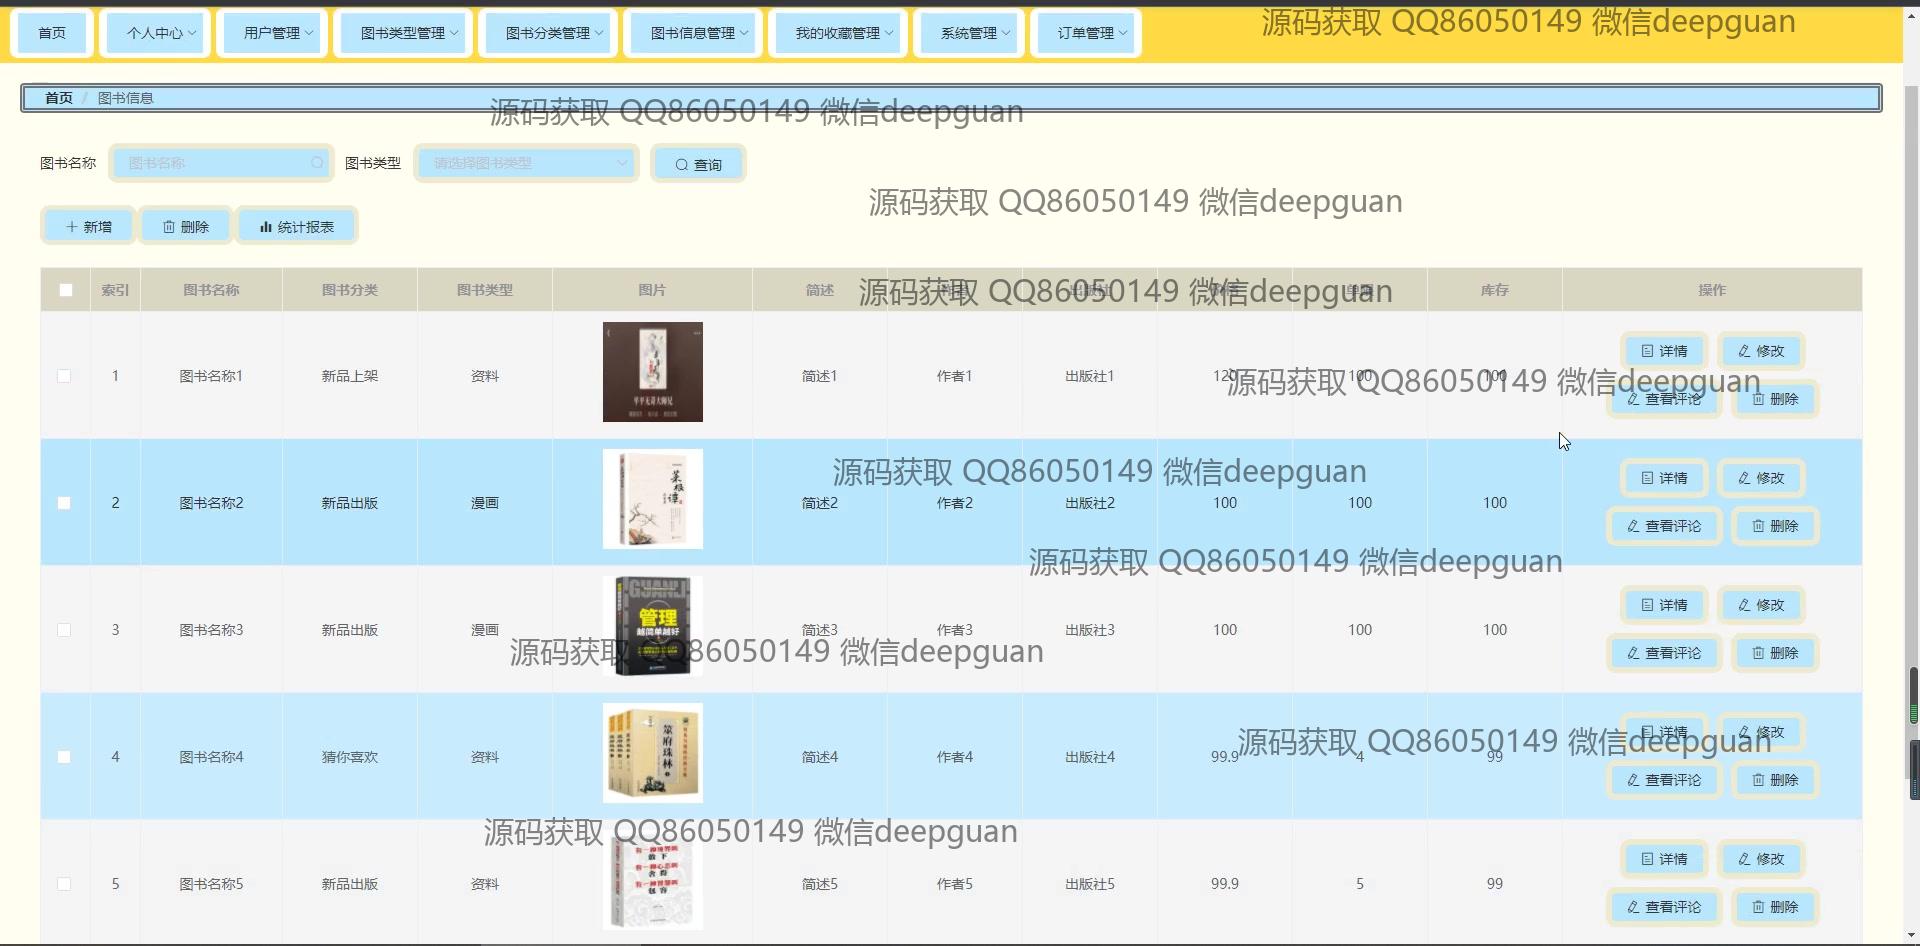 首页 个人中心 用户管理 图书类型管理 图书分类管理 图书信息管理 我的收藏管理 系统管理 订单管理
源码获取 QQ86050149 微信deepguan
首页 / 图书信息
源码获取 QQ86050149 微信deepguan
图书名称 图书名称 图书类型 请选择图书类型 查询
源码获取 QQ86050149 微信deepguan
新增 删除 统计报表
索引 图书名称 图书分类 图书类型 图片 简述 作者 出版社 库存 操作
源码获取 QQ86050149 微信deepguan
详情 修改
1 图书名称1 新品上架 资料 简述1 作者1 出版社1 120 100 100
源码获取 QQ86050149 微信deepguan
查看评论 删除
源码获取 QQ86050149 微信deepguan
详情 修改
2 图书名称2 新品出版 漫画 菜根谭 简述2 作者2 出版社2 100 100 100
查看评论 删除
源码获取 QQ86050149 微信deepguan
GUANLI
管理
越简单越好
详情 修改
3 图书名称3 新品出版 漫画 简述3 作者3 出版社3 100 100 100
源码获取 QQ86050149 微信deepguan
查看评论 删除
详情 修改
源码获取 QQ86050149 微信deepguan
4 图书名称4 猜你喜欢 资料 简述4 作者4 出版社4 99.9 4 99
查看评论 删除
源码获取 QQ86050149 微信deepguan
放下
舍得
包容
详情 修改
5 图书名称5 新品出版 资料 简述5 作者5 出版社5 99.9 5 99
查看评论 删除